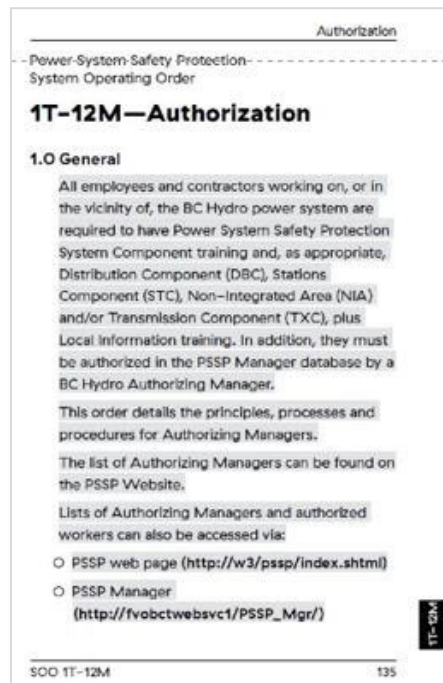 Authorization
Power System Safety Protection
System Operating Order
1T-12M—Authorization
1.0 General
All employees and contractors working on, or in
the vicinity of, the BC Hydro power system are
required to have Power System Safety Protection
System Component training and, as appropriate,
Distribution Component (DBC), Stations
Component (STC), Non-Integrated Area (NIA)
and/or Transmission Component (TXC), plus
Local Information training. In addition, they must
be authorized in the PSSP Manager database by a
BC Hydro Authorizing Manager.
This order details the principles, processes and
procedures for Authorizing Managers.
The list of Authorizing Managers can be found on
the PSSP Website.
Lists of Authorizing Managers and authorized
workers can also be accessed via:
○ PSSP web page (http://w3/pssp/index.shtml)
○ PSSP Manager
(http://fvobctwebsvc1/PSSP_Mgr/)
1T-12M
SOO 1T-12M 135